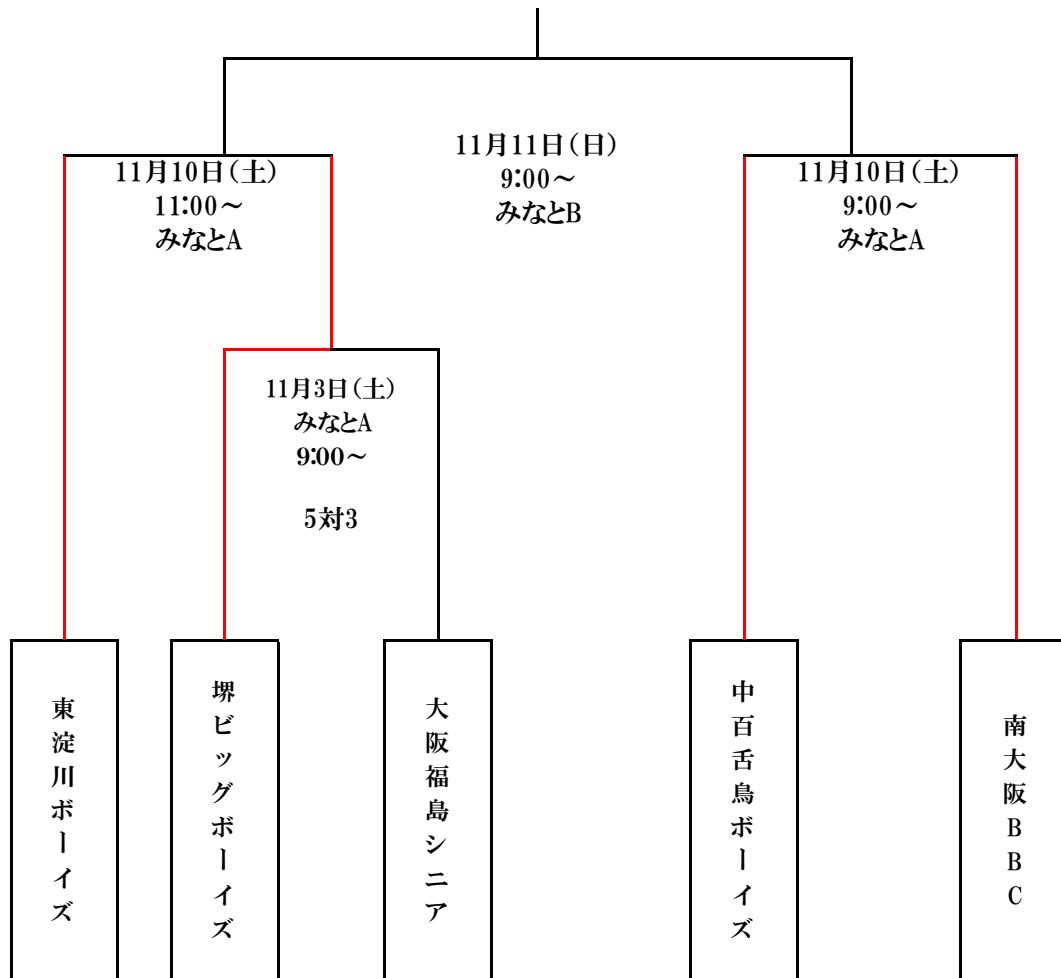 11月11日（日）
9:00～
みなとB
11月10日（土）
11:00～
みなとA
11月10日（土）
9:00～
みなとA
11月3日（土）
みなとA
9:00～
5対3
東淀川ボーイズ
堺ビッグボーイズ
大阪福島シニア
中百舌鳥ボーイズ
南大阪BBC